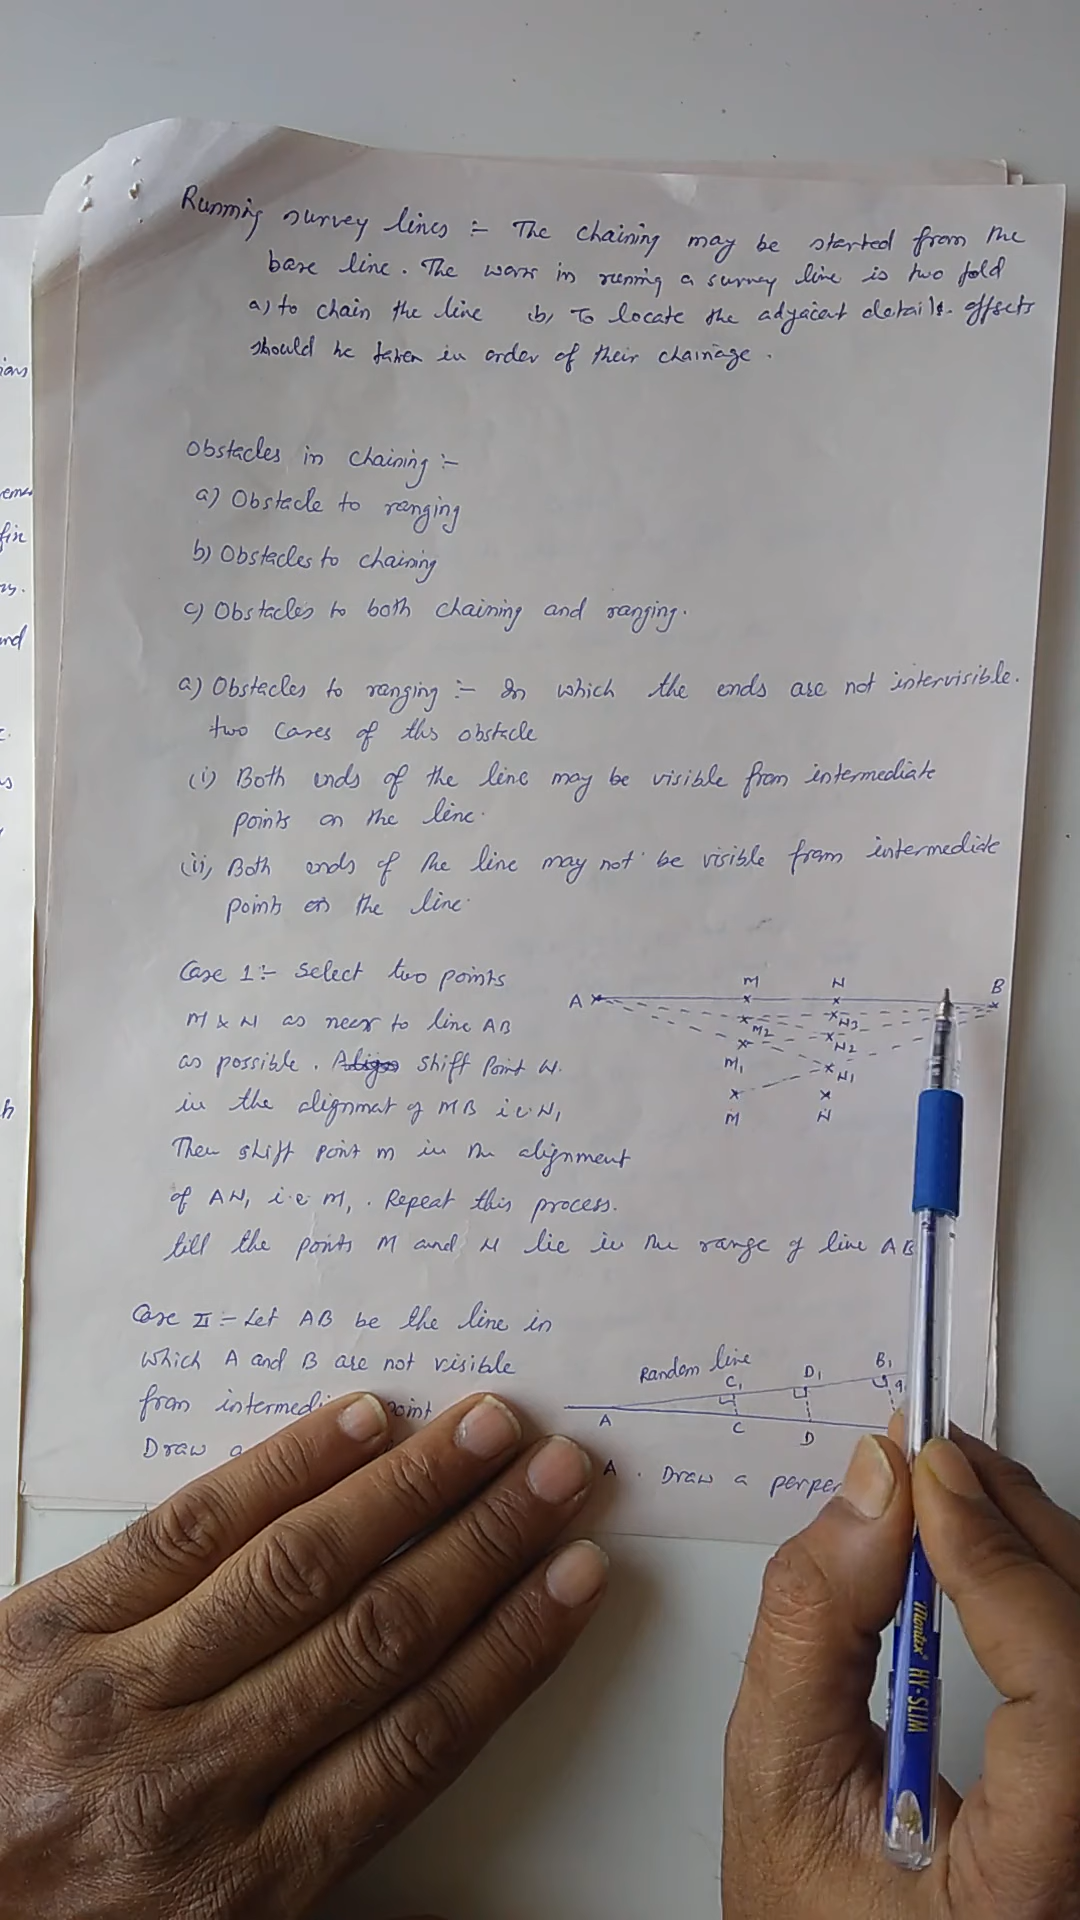 Running survey lines :- The chaining may be started from the
base line. The work in running a survey line is two fold
a) to chain the line (b) To locate the adjacent details. offsets
should be taken in order of their chainage.
Obstacles in chaining :-
a) Obstacle to ranging
b) Obstacles to chaining
c) Obstacles to both chaining and ranging.
a) Obstacles to ranging :- In which the ends are not intervisible.
two cases of ths obstacle
(i) Both ends of the line may be visible from intermediate
points on the line.
(ii) Both ends of the line may not be visible from intermediate
points on the line.
Case 1:- Select two points
M & N as near to line AB
as possible. shift Point N.
in the alignmat of MB i.e. N1
Then shift point m in the alignment
of AN1 i.e M1. Repeat this process.
till the points M and N lie in the range of line AB
A M N B
M2 N3
N2
M1 N1
M N
Case II :- Let AB be the line in
which A and B are not visible
from intermedi point
Draw a
Random line
C1 D1 B1
A C D
A. Draw a perpen
Montex HY-SLIM